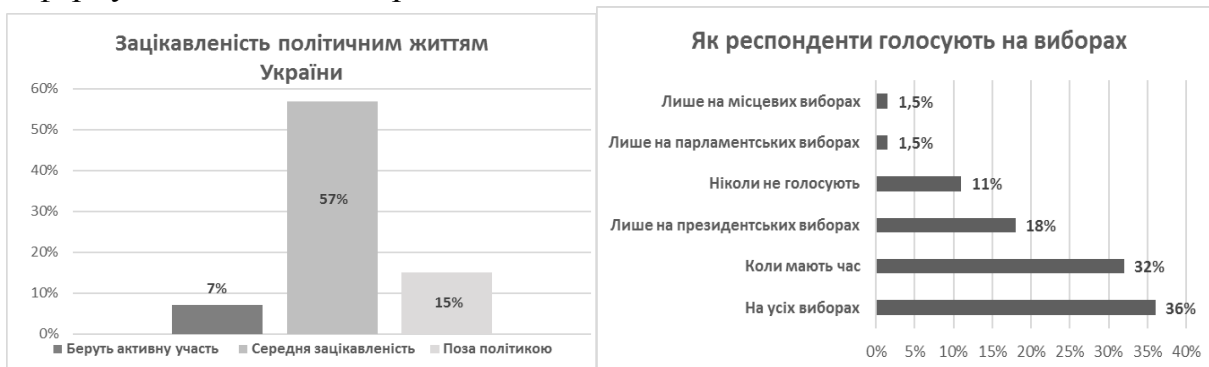 Зацікавленість політичним життям
України
60%
50%
40%
30%
20%
10%
0%
7%
57%
15%
Беруть активну участь Середня зацікавленість Поза політикою
Як респонденти голосують на виборах
Лише на місцевих виборах 1,5%
Лише на парламентських виборах 1,5%
Ніколи не голосують 11%
Лише на президентських виборах 18%
Коли мають час 32%
На усіх виборах 36%
0% 5% 10% 15% 20% 25% 30% 35% 40%